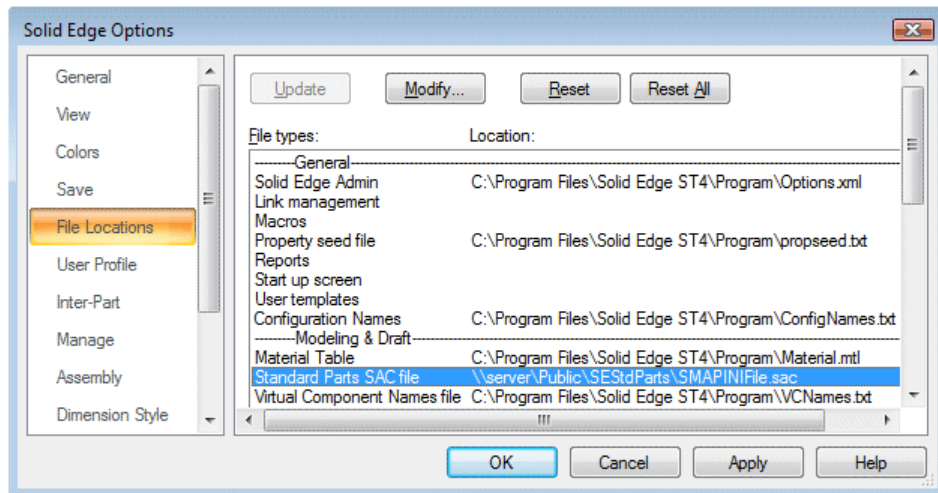 Solid Edge Options
General
View
Colors
Save
File Locations
User Profile
Inter-Part
Manage
Assembly
Dimension Style
Update Modify... Reset Reset All
File types: Location:
---------General---------
Solid Edge Admin C:\Program Files\Solid Edge ST4\Program\Options.xml
Link management
Macros
Property seed file C:\Program Files\Solid Edge ST4\Program\propseed.txt
Reports
Start up screen
User templates
Configuration Names C:\Program Files\Solid Edge ST4\Program\ConfigNames.txt
---------Modeling & Draft---------
Material Table C:\Program Files\Solid Edge ST4\Program\Material.mtl
Standard Parts SAC file \\server\Public\SEStdParts\SMAPINIFile.sac
Virtual Component Names file C:\Program Files\Solid Edge ST4\Program\VCNames.txt
OK Cancel Apply Help